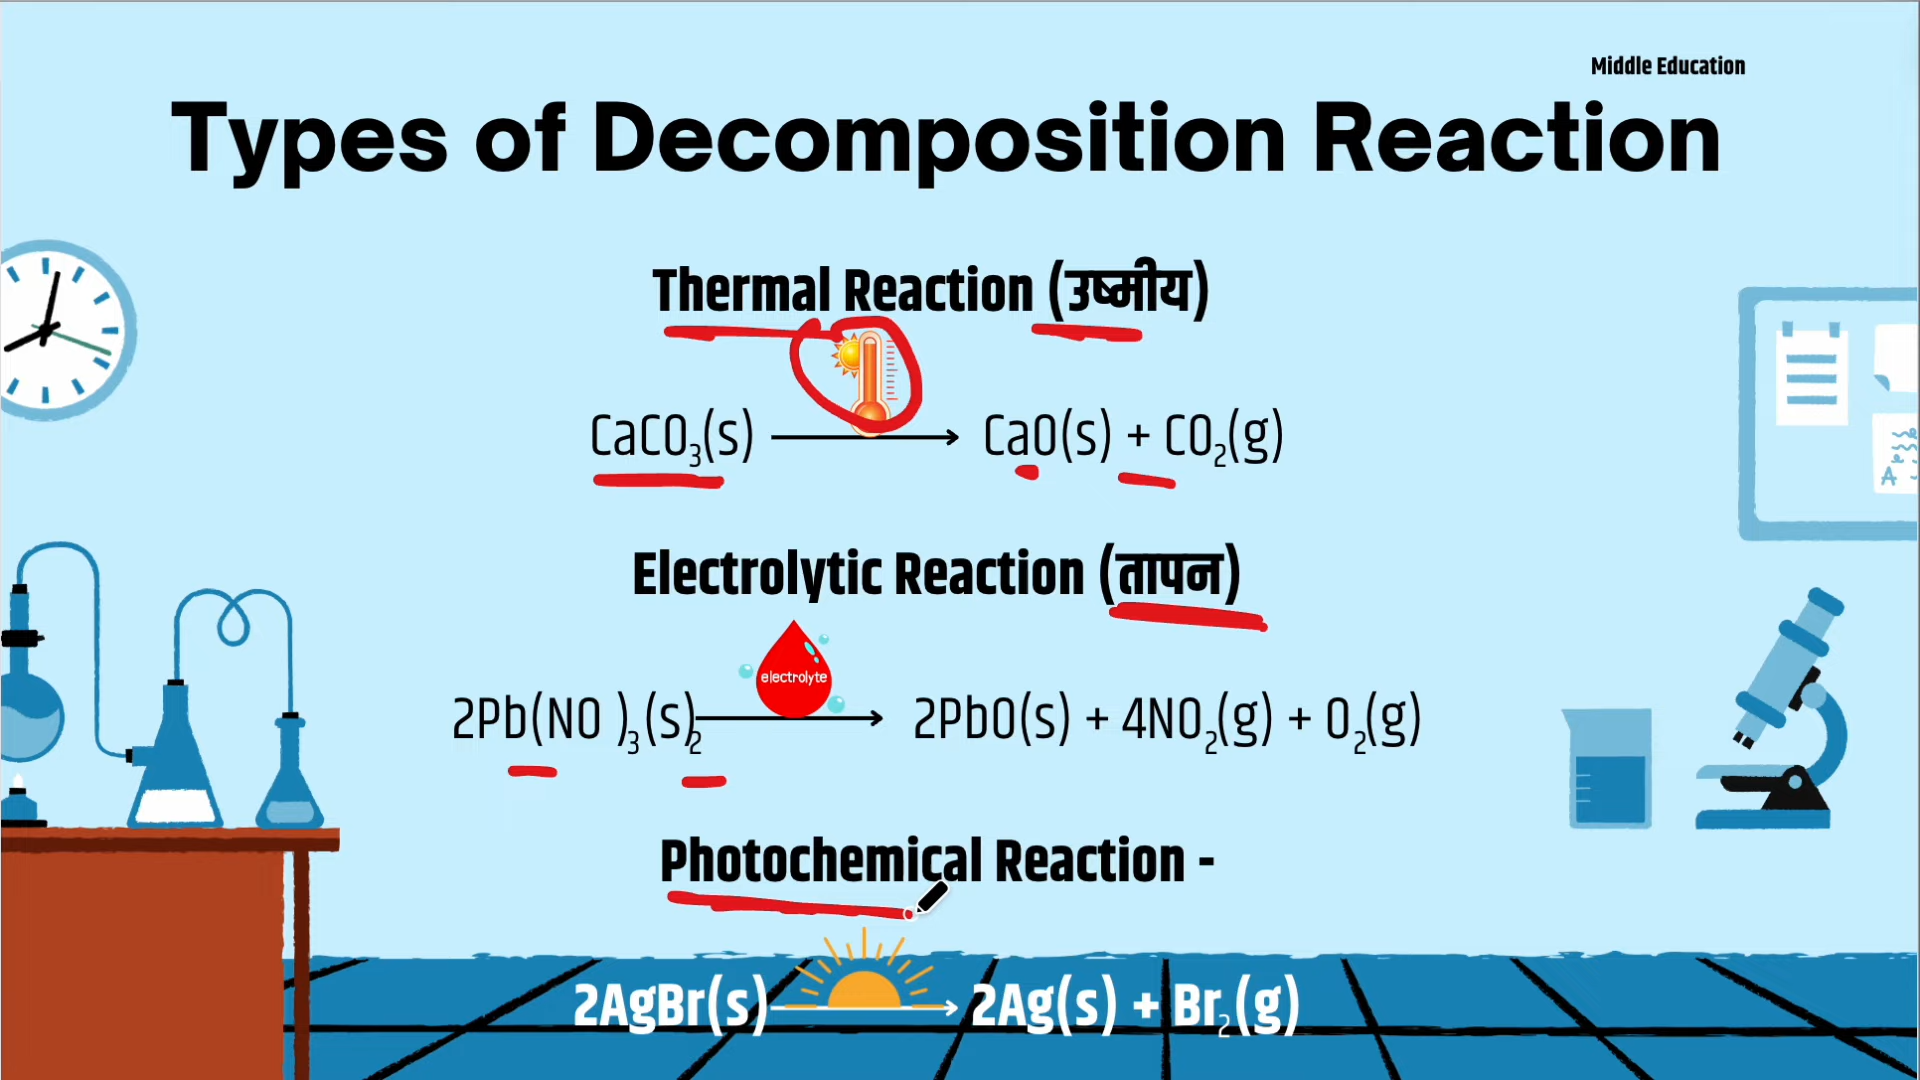 Middle Education
Types of Decomposition Reaction
Thermal Reaction (उष्मीय)
CaCO₃(s) → CaO(s) + CO₂(g)
Electrolytic Reaction (तापन)
electrolyte
2Pb(NO )₃(s)₂ → 2PbO(s) + 4NO₂(g) + O₂(g)
Photochemical Reaction -
2AgBr(s) → 2Ag(s) + Br₂(g)
A